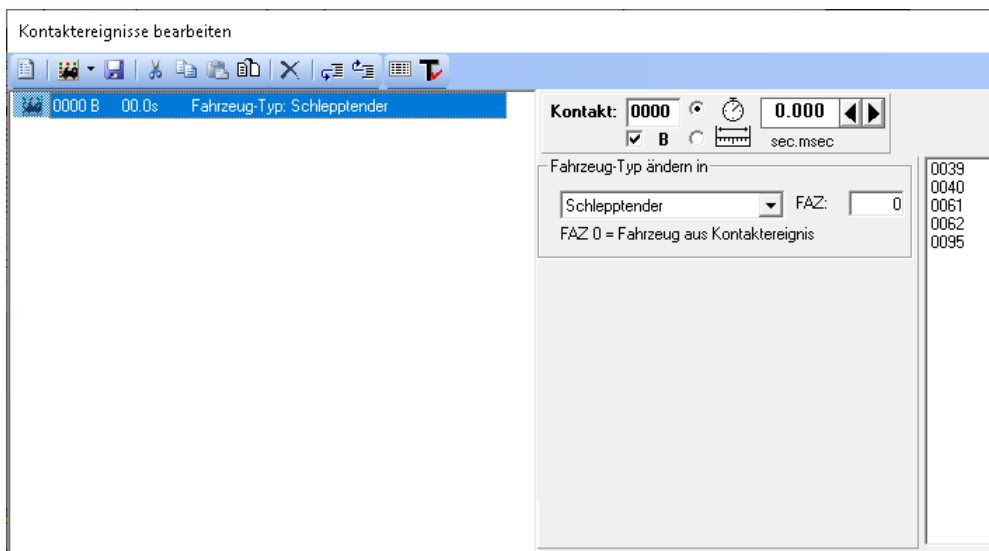 Kontaktereignisse bearbeiten
0000 B 00.0s Fahrzeug-Typ: Schlepptender
Kontakt: 0000 0.000
B sec.msec
Fahrzeug-Typ ändern in
Schlepptender FAZ: 0
FAZ 0 = Fahrzeug aus Kontaktereignis
0039
0040
0061
0062
0095